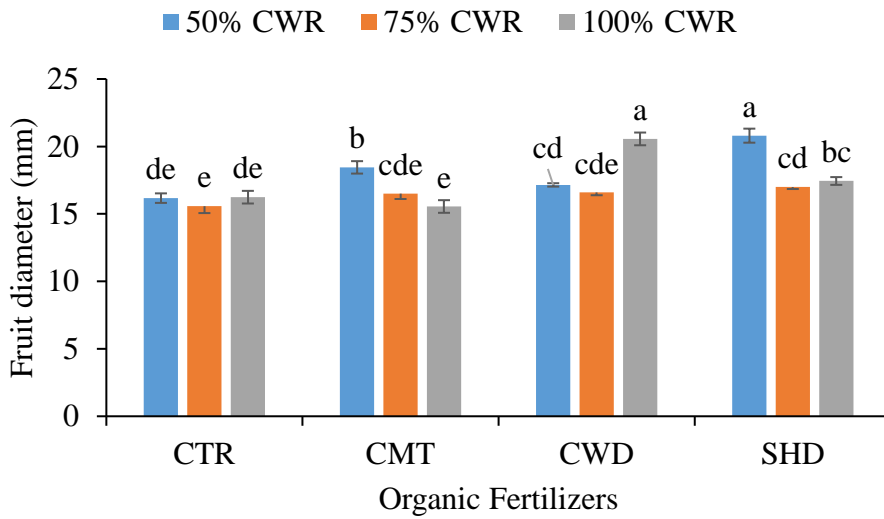 50% CWR 75% CWR 100% CWR
Fruit diameter (mm)
25
20
15
10
5
0
de e de
b cde e
cd cde a
a cd bc
CTR CMT CWD SHD
Organic Fertilizers